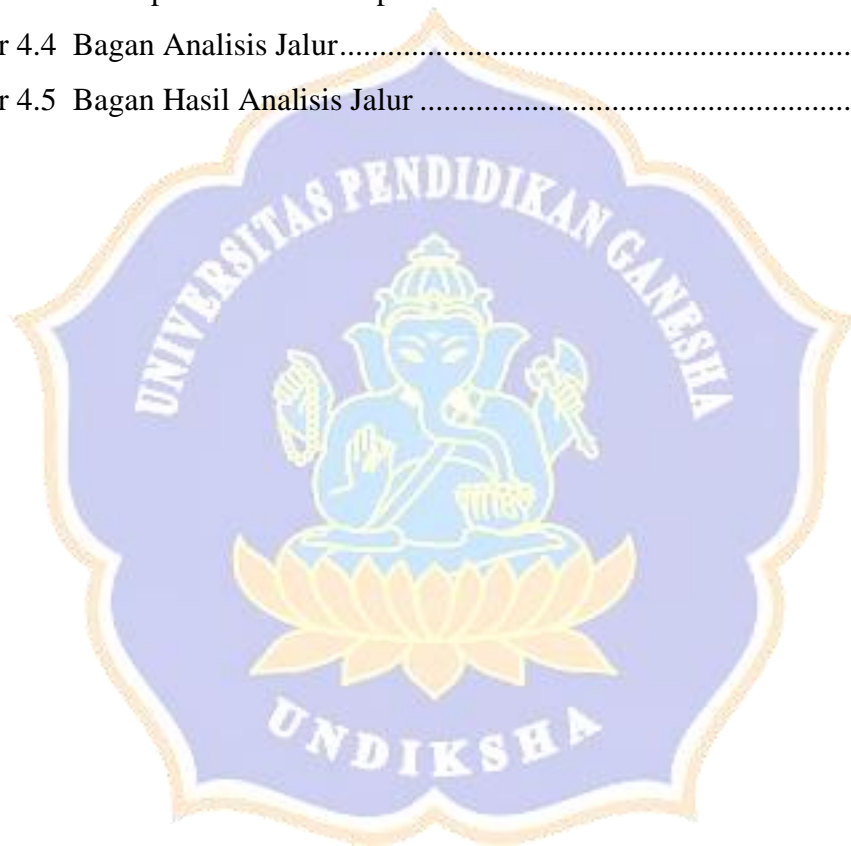 r 4.4 Bagan Analisis Jalur................................................................
r 4.5 Bagan Hasil Analisis Jalur ......................................................
UNIVERSITAS PENDIDIKAN GANESHA
UNDIKSHA